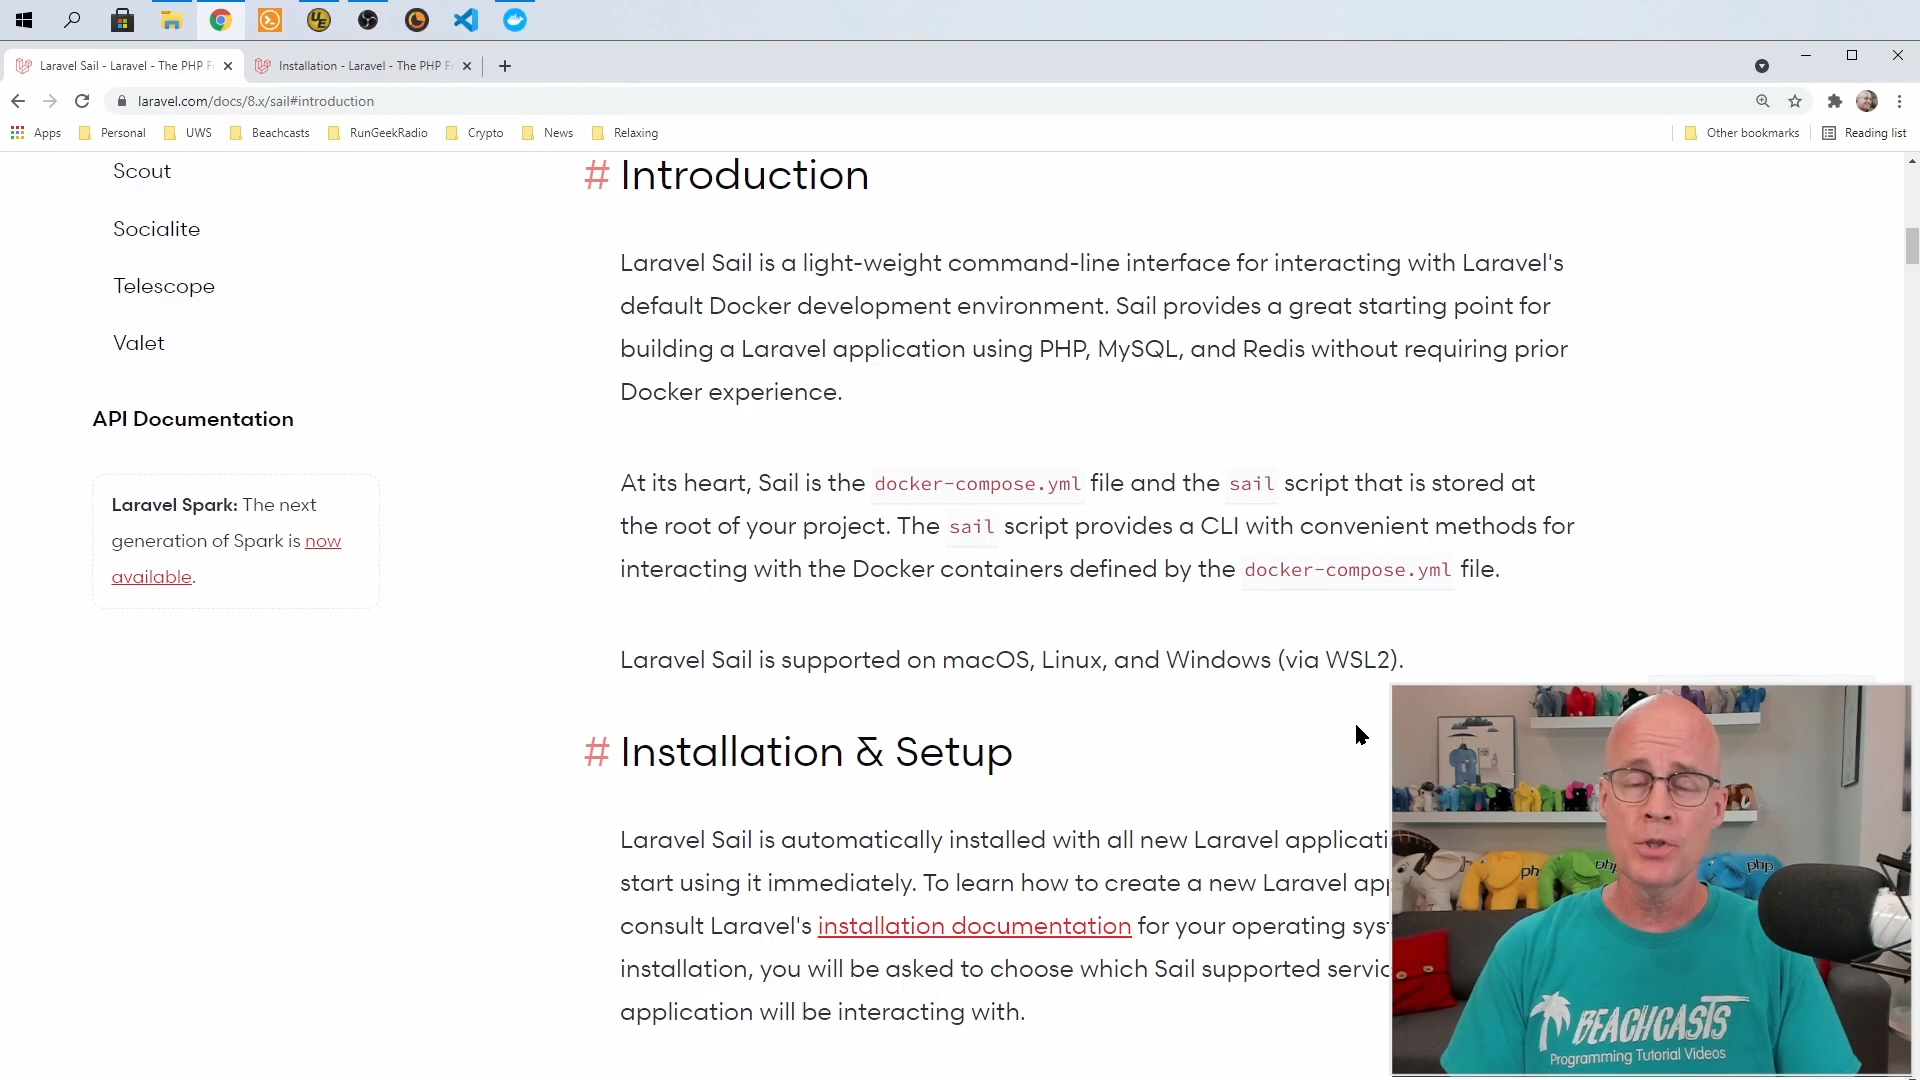 Laravel Sail - Laravel - The PHP F
Installation - Laravel - The PHP F
laravel.com/docs/8.x/sail#introduction
Apps
Personal
UWS
Beachcasts
RunGeekRadio
Crypto
News
Relaxing
Other bookmarks
Reading list
Scout
Socialite
Telescope
Valet
API Documentation
Laravel Spark: The next
generation of Spark is now
available.
# Introduction
Laravel Sail is a light-weight command-line interface for interacting with Laravel's
default Docker development environment. Sail provides a great starting point for
building a Laravel application using PHP, MySQL, and Redis without requiring prior
Docker experience.
At its heart, Sail is the docker-compose.yml file and the sail script that is stored at
the root of your project. The sail script provides a CLI with convenient methods for
interacting with the Docker containers defined by the docker-compose.yml file.
Laravel Sail is supported on macOS, Linux, and Windows (via WSL2).
# Installation & Setup
Laravel Sail is automatically installed with all new Laravel applicati
start using it immediately. To learn how to create a new Laravel app
consult Laravel's installation documentation for your operating sys
installation, you will be asked to choose which Sail supported servic
application will be interacting with.
UE
php
php
php
BEACHCASTS
Programming Tutorial Videos